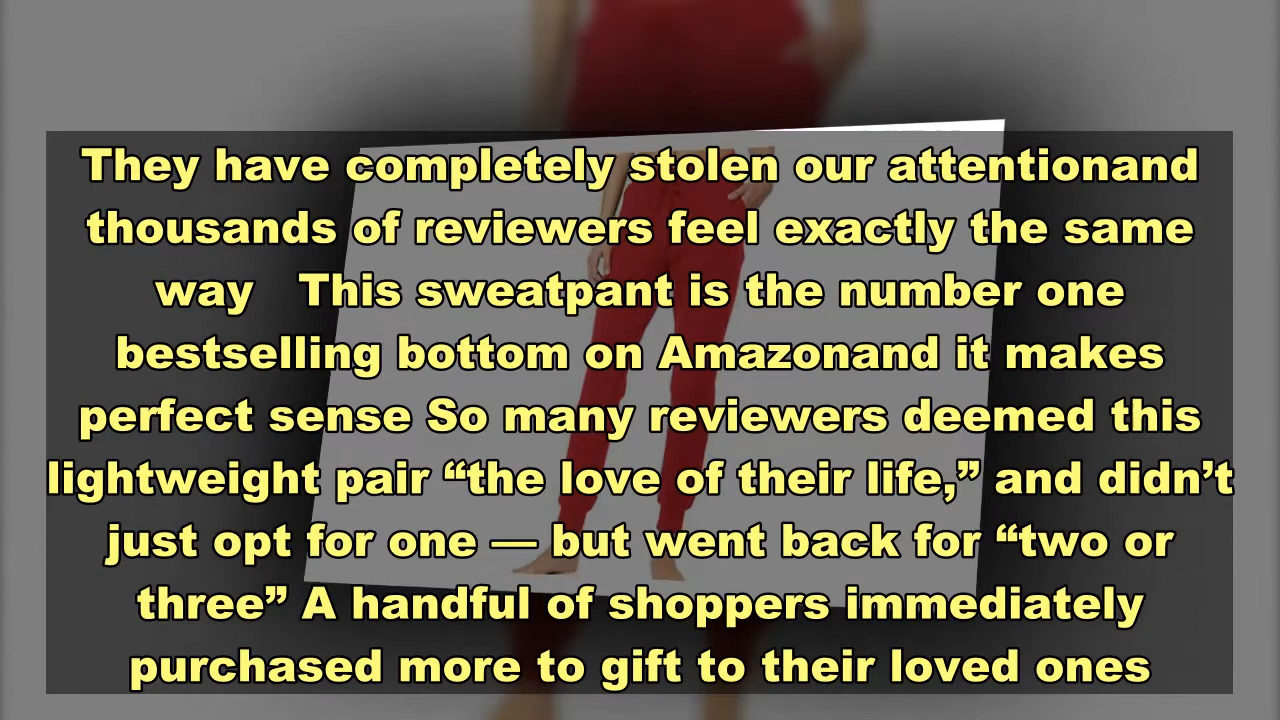 They have completely stolen our attentionand
thousands of reviewers feel exactly the same
way   This sweatpant is the number one
bestselling bottom on Amazonand it makes
perfect sense So many reviewers deemed this
lightweight pair “the love of their life,” and didn’t
just opt for one — but went back for “two or
three” A handful of shoppers immediately
purchased more to gift to their loved ones